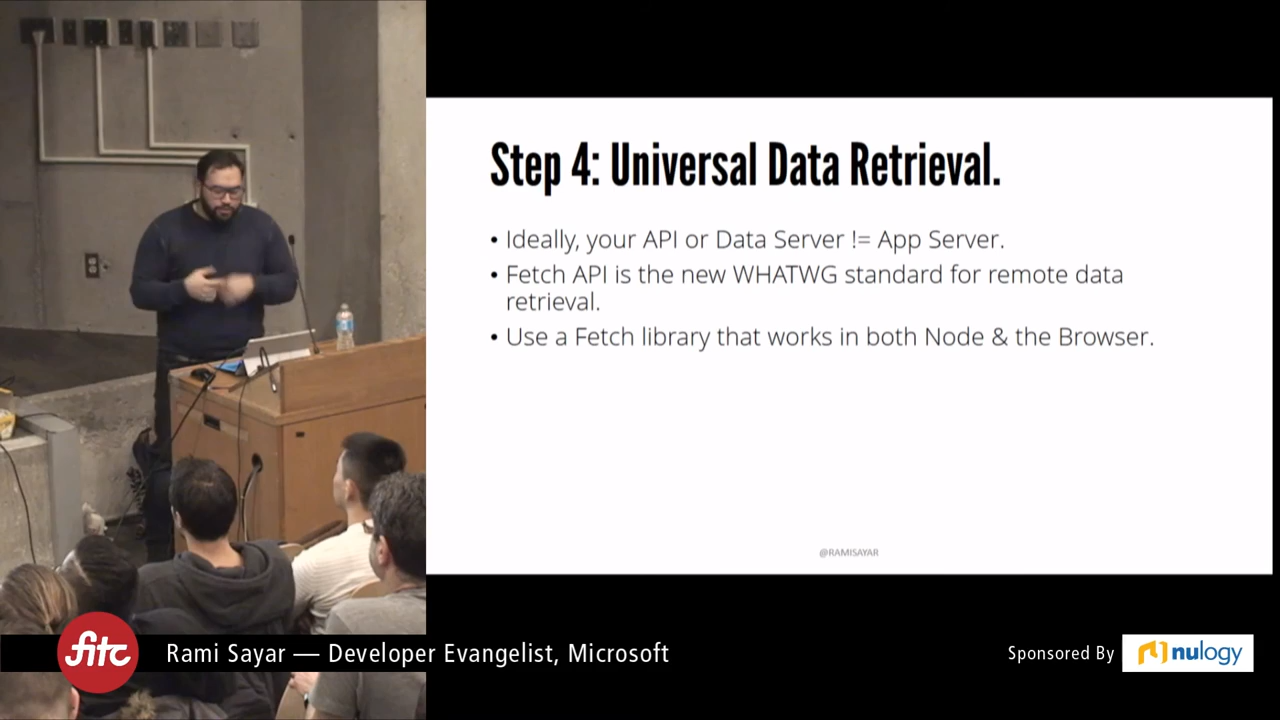 Step 4: Universal Data Retrieval.
• Ideally, your API or Data Server != App Server.
• Fetch API is the new WHATWG standard for remote data
retrieval.
• Use a Fetch library that works in both Node & the Browser.
@RAMISAYAR
fitc
Rami Sayar — Developer Evangelist, Microsoft
Sponsored By
nulogy